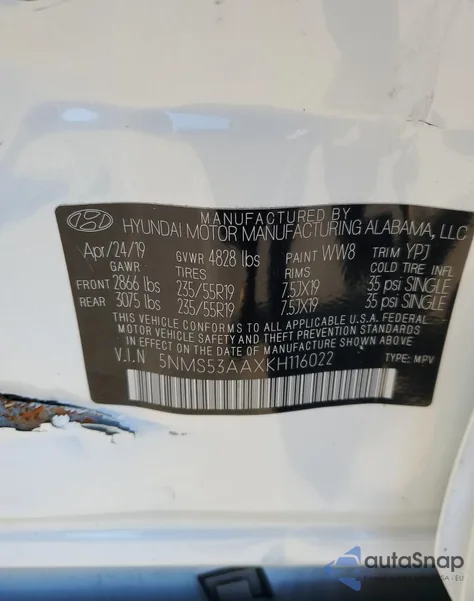 MANUFACTURED BY
HYUNDAI MOTOR MANUFACTURING ALABAMA, LLC
Apr/24/19 GVWR 4828 lbs PAINT WW8 TRIM YPJ
GAWR TIRES RIMS COLD TIRE INFL
FRONT 2866 lbs 235/55R19 7.5JX19 35 psi SINGLE
REAR 3075 lbs 235/55R19 7.5JX19 35 psi SINGLE
THIS VEHICLE CONFORMS TO ALL APPLICABLE U.S.A. FEDERAL
MOTOR VEHICLE SAFETY AND THEFT PREVENTION STANDARDS
IN EFFECT ON THE DATE OF MANUFACTURE SHOWN ABOVE.
V.I.N 5NMS53AAXKH116022 TYPE: MPV
autoSnap